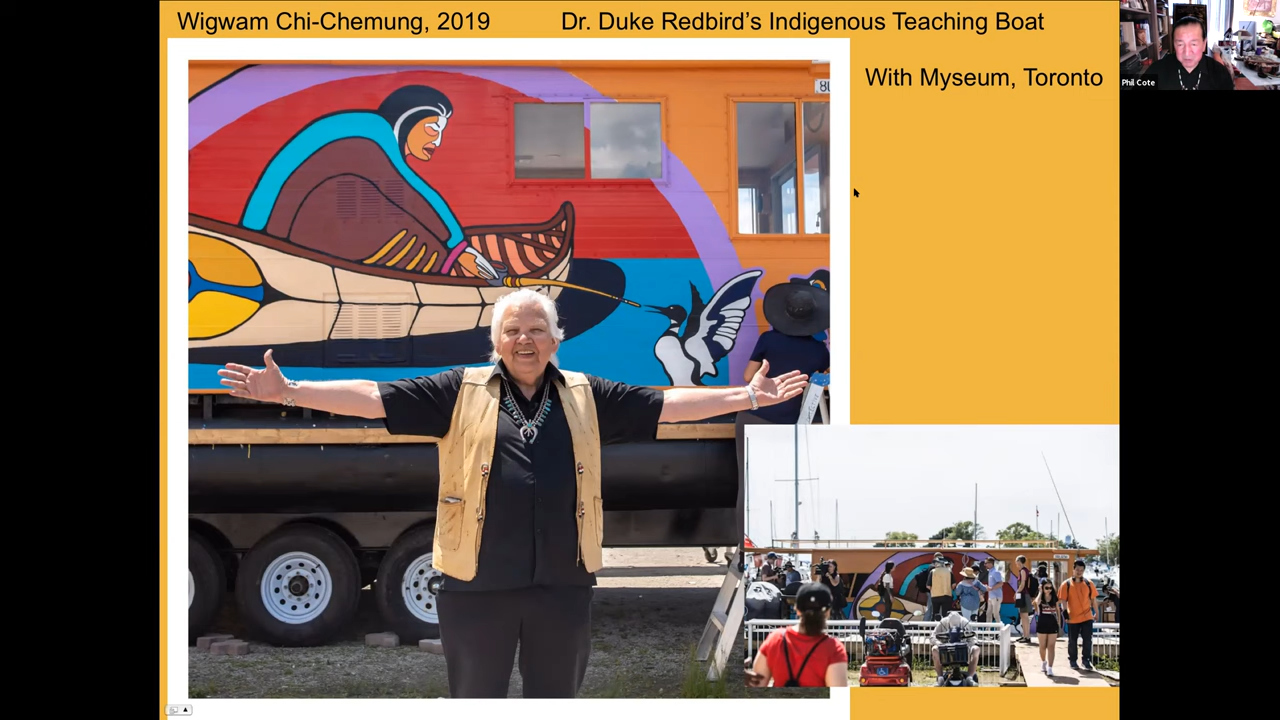 Wigwam Chi-Chemung, 2019
Dr. Duke Redbird’s Indigenous Teaching Boat
With Myseum, Toronto
Phil Cote